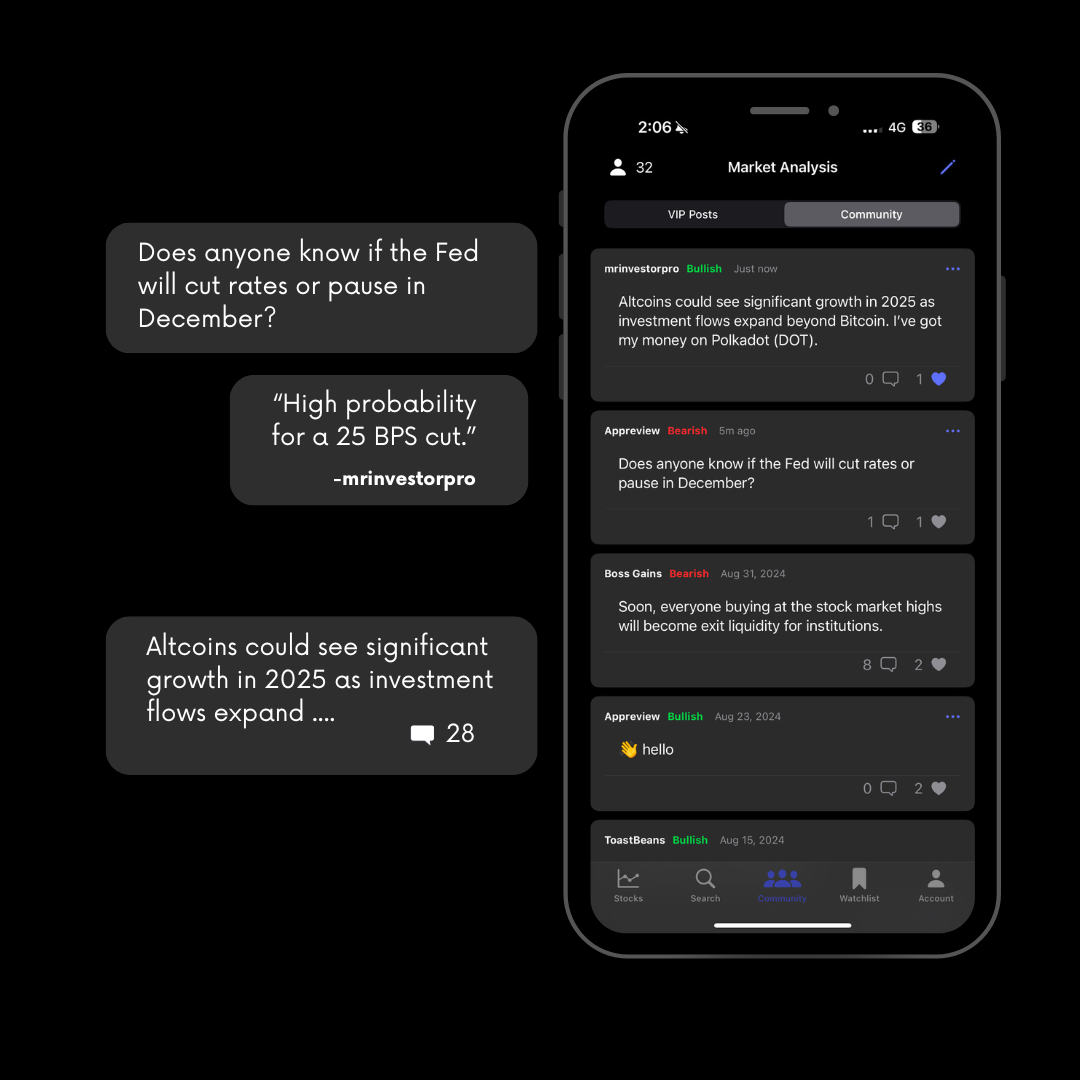 Does anyone know if the Fed
will cut rates or pause in
December?
“High probability
for a 25 BPS cut.”
-mrinvestorpro
Altcoins could see significant
growth in 2025 as investment
flows expand ....
28
2:06 4G 36
32 Market Analysis
VIP Posts Community
mrinvestorpro Bullish Just now
Altcoins could see significant growth in 2025 as
investment flows expand beyond Bitcoin. I’ve got
my money on Polkadot (DOT).
0 1
Appreview Bearish 5m ago
Does anyone know if the Fed will cut rates or
pause in December?
1 1
Boss Gains Bearish Aug 31, 2024
Soon, everyone buying at the stock market highs
will become exit liquidity for institutions.
8 2
Appreview Bullish Aug 23, 2024
👋 hello
0 2
ToastBeans Bullish Aug 15, 2024
Stocks Search Community Watchlist Account